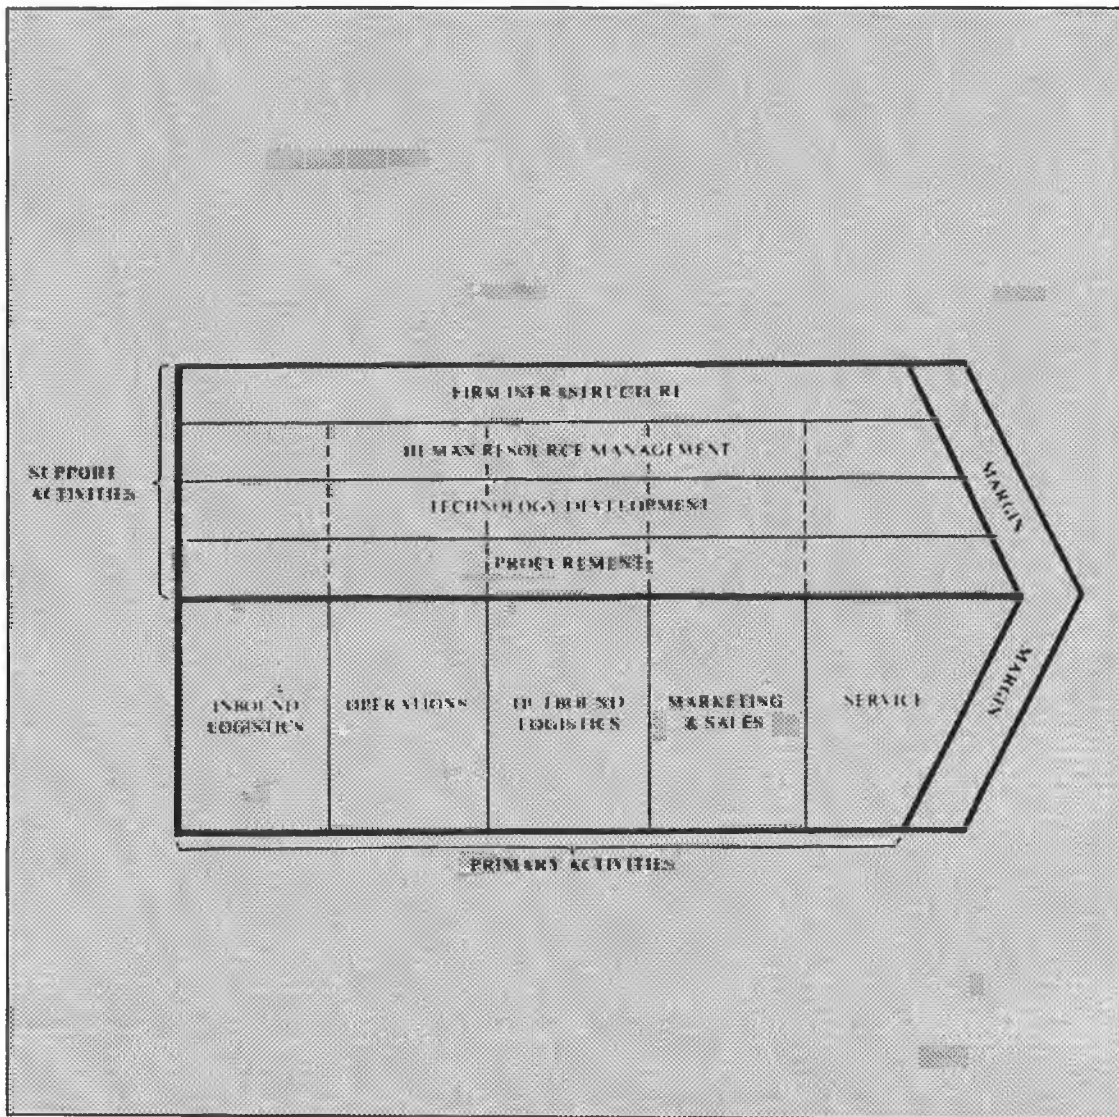 FIRM INFRASTRUCTURE
HUMAN RESOURCE MANAGEMENT
SUPPORT
ACTIVITIES
TECHNOLOGY DEVELOPMENT
PROCUREMENT
MARGIN
MARGIN
INBOUND
LOGISTICS
OPERATIONS
OUTBOUND
LOGISTICS
MARKETING
& SALES
SERVICE
PRIMARY ACTIVITIES